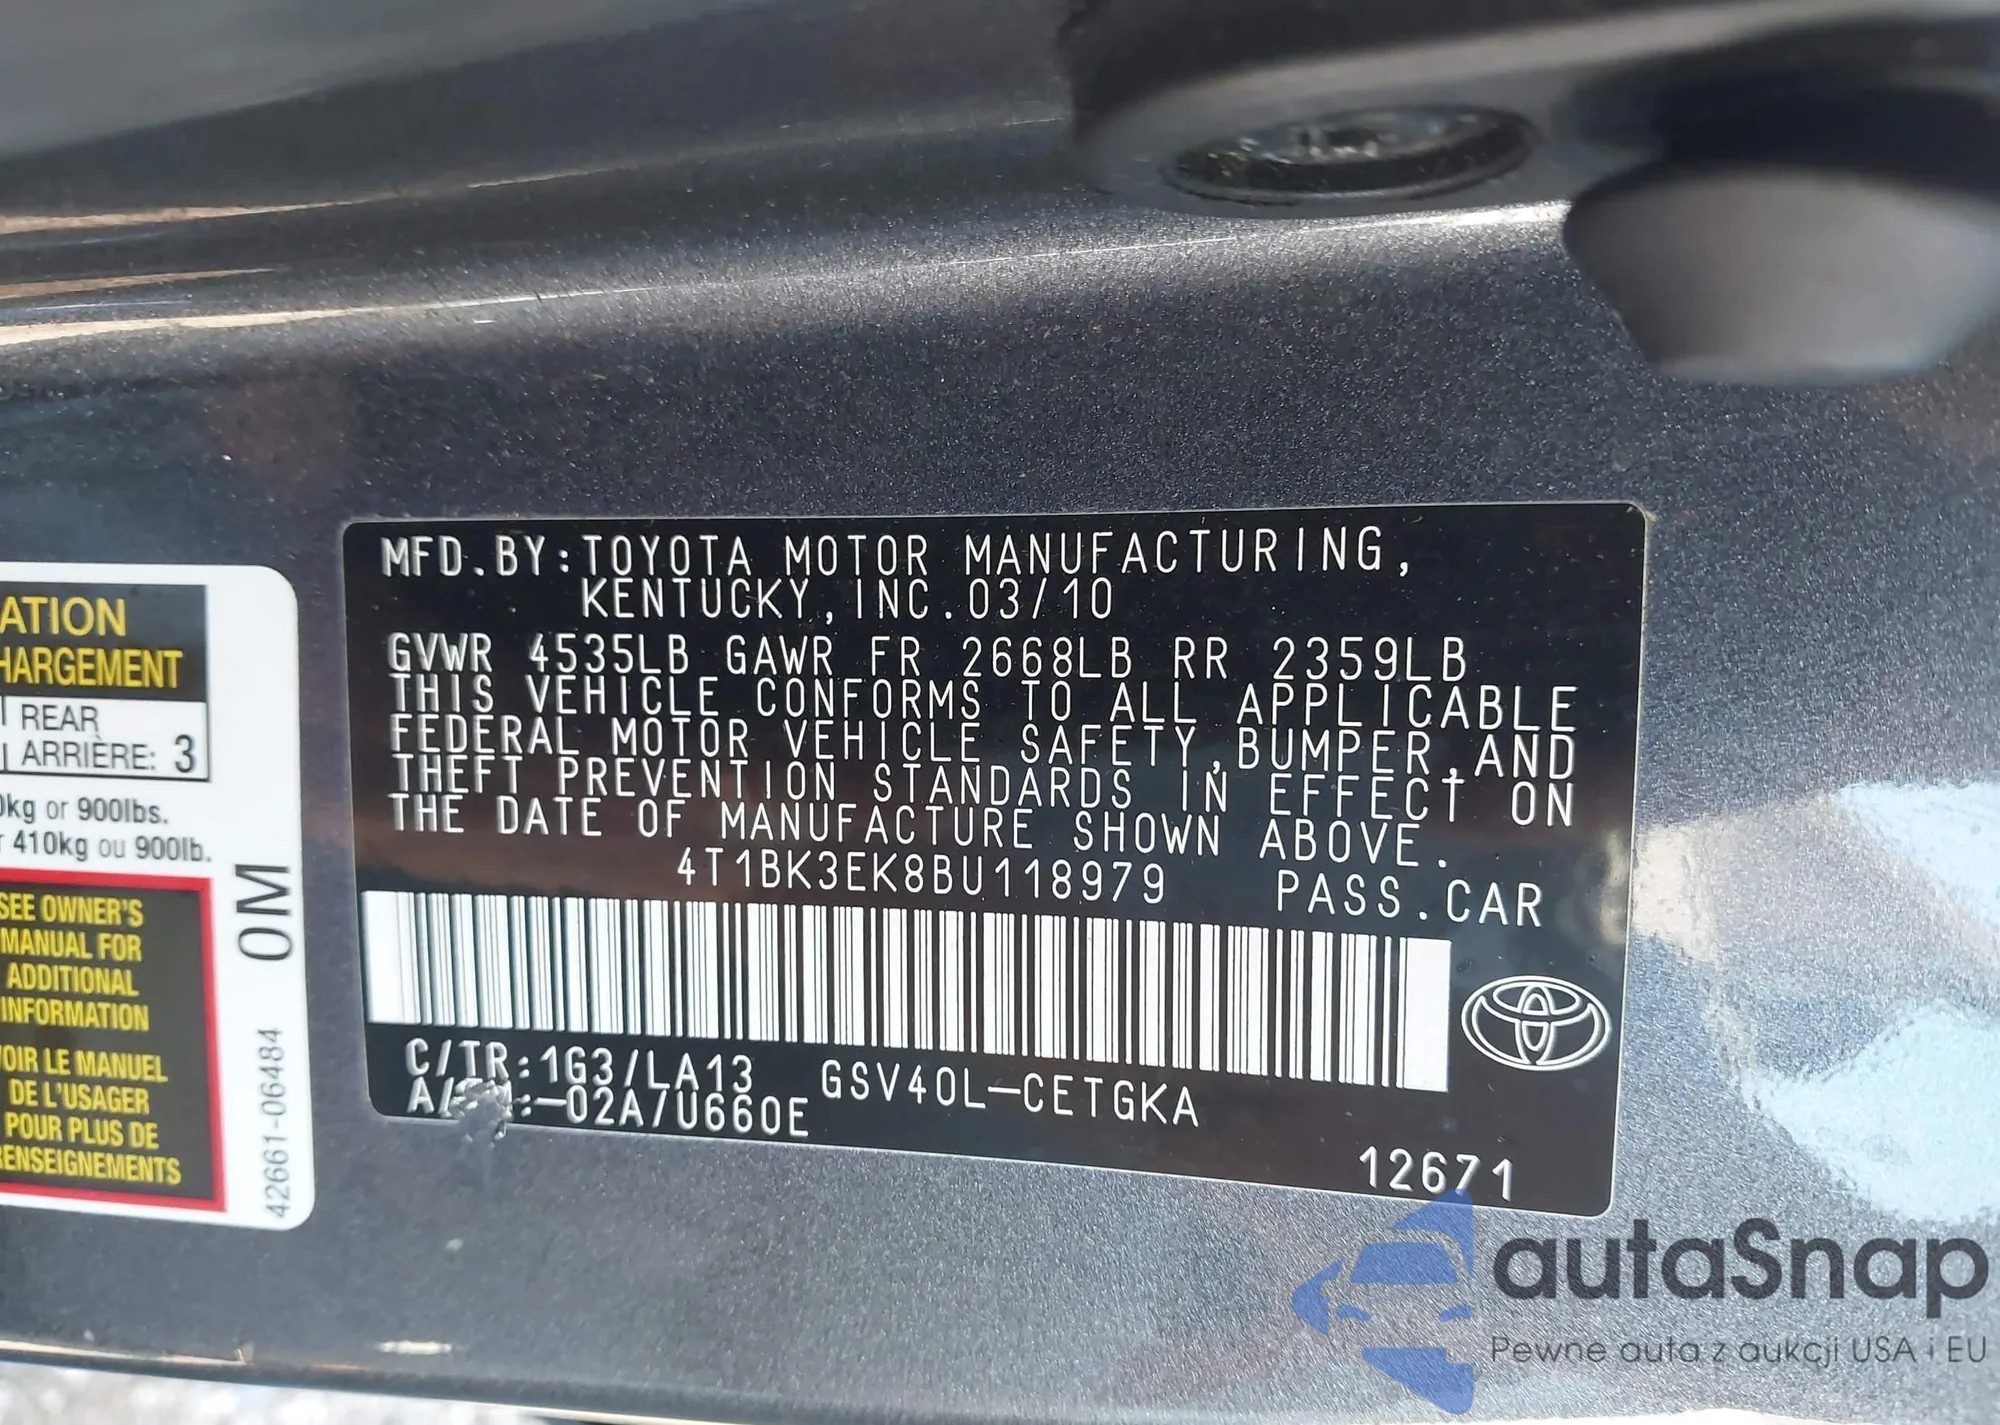 MFD.BY:TOYOTA MOTOR MANUFACTURING,
KENTUCKY,INC.03/10
GVWR 4535LB GAWR FR 2668LB RR 2359LB
THIS VEHICLE CONFORMS TO ALL APPLICABLE
FEDERAL MOTOR VEHICLE SAFETY,BUMPER,AND
THEFT PREVENTION STANDARDS IN EFFECT ON
THE DATE OF MANUFACTURE SHOWN ABOVE.
4T1BK3EK8BU118979 PASS.CAR
C/TR:1G3/LA13 GSV40L-CETGKA
:-02A/U660E
12671
ATION
HARGEMENT
REAR
ARRIÈRE: 3
kg or 900lbs.
410kg ou 900lb.
SEE OWNER'S
MANUAL FOR
ADDITIONAL
INFORMATION
VOIR LE MANUEL
DE L'USAGER
POUR PLUS DE
RENSEIGNEMENTS
0M
42661-06484
autaSnap
Pewne auta z aukcji USA i EU